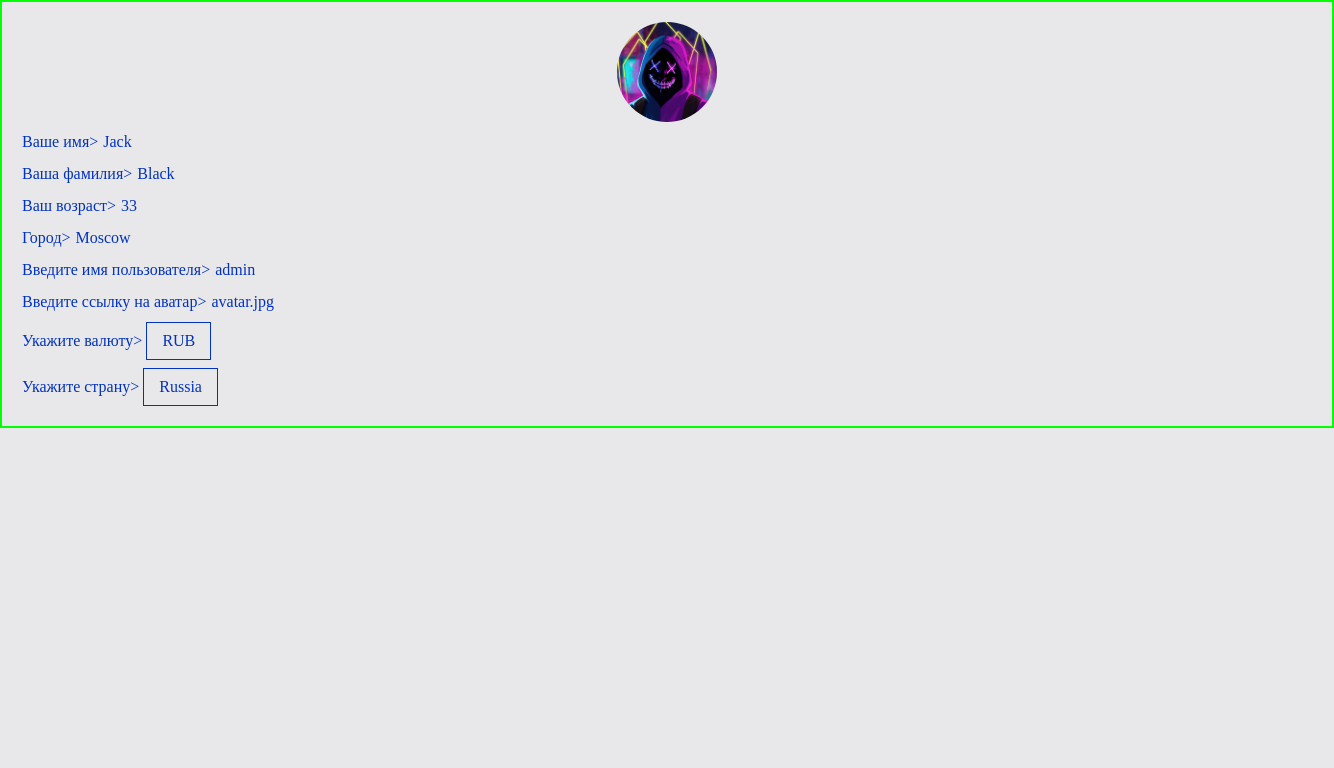 Ваше имя> Jack
Ваша фамилия> Black
Ваш возраст> 33
Город> Moscow
Введите имя пользователя> admin
Введите ссылку на аватар> avatar.jpg
Укажите валюту> RUB
Укажите страну> Russia